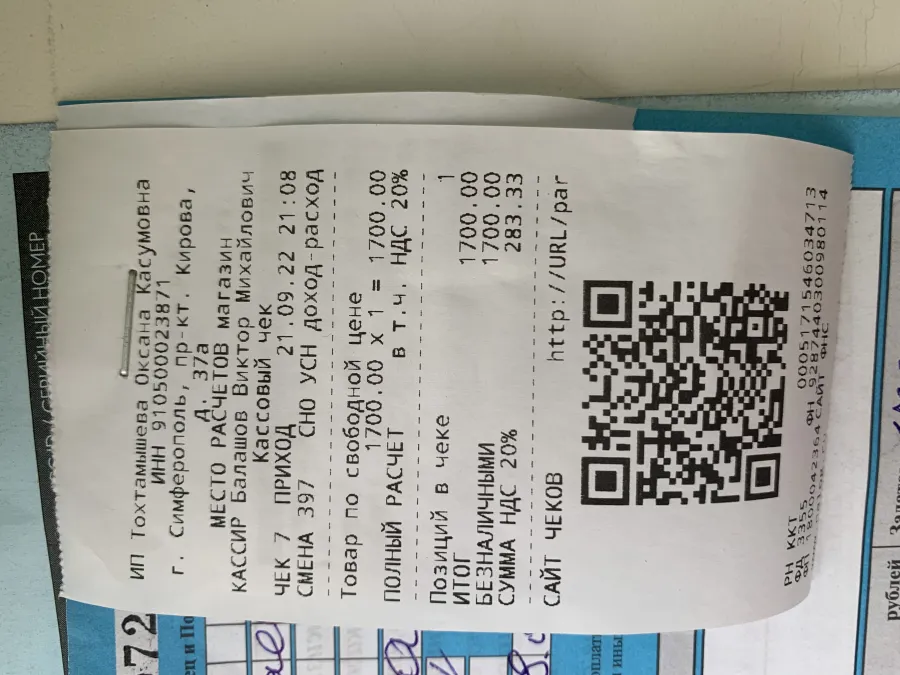 ИП Тохтамышева Оксана Касумовна
ИНН 910500023871
г. Симферополь, пр-кт. Кирова,
д. 37а
МЕСТО РАСЧЕТОВ магазин
КАССИР Балашов Виктор Михайлович
Кассовый чек
ЧЕК 7 ПРИХОД 21.09.22 21:08
СМЕНА 397 СНО УСН доход-расход
Товар по свободной цене
1700.00 X 1 = 1700.00
ПОЛНЫЙ РАСЧЕТ в т.ч. НДС 20%
Позиций в чеке 1
ИТОГ 1700.00
БЕЗНАЛИЧНЫМИ 1700.00
СУММА НДС 20% 283.33
САЙТ ЧЕКОВ http://URL/par
РН ККТ 0005171546034713
ФД 3355 ФН 9287440300980114
САЙТ ФНС
СЕРИЙНЫЙ НОМЕР
72
рублей